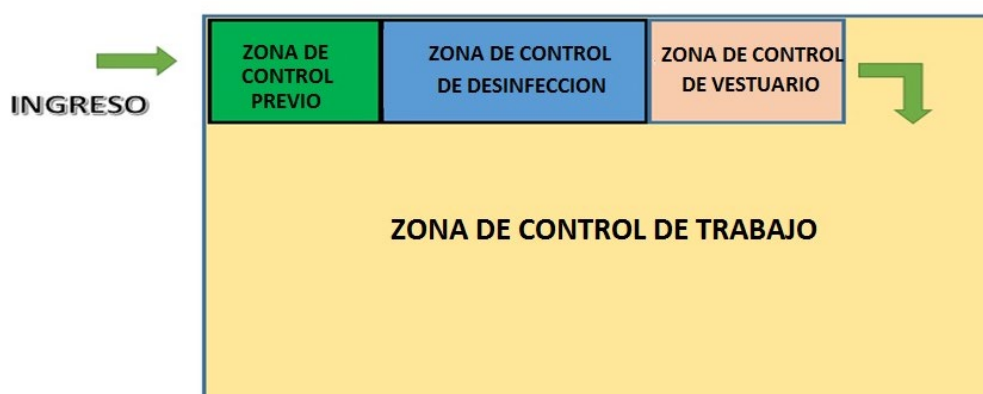 INGRESO
ZONA DE
CONTROL
PREVIO
ZONA DE CONTROL
DE DESINFECCION
ZONA DE CONTROL
DE VESTUARIO
ZONA DE CONTROL DE TRABAJO